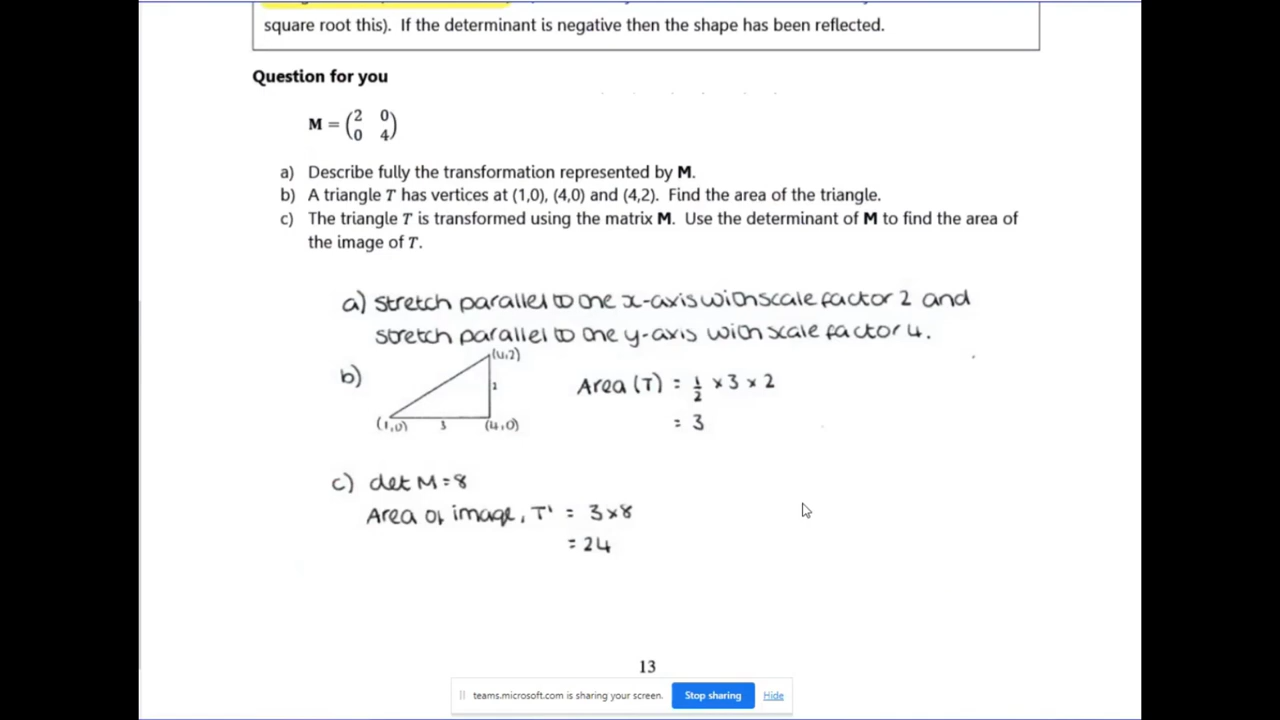 square root this). If the determinant is negative then the shape has been reflected.
Question for you
M = (2 0
0 4)
a) Describe fully the transformation represented by M.
b) A triangle T has vertices at (1,0), (4,0) and (4,2). Find the area of the triangle.
c) The triangle T is transformed using the matrix M. Use the determinant of M to find the area of
the image of T.
a) stretch parallel to the x-axis with scale factor 2 and
stretch parallel to the y-axis with scale factor 4.
b)
(4,2)
2
(1,0) 3 (4,0)
Area (T) = 1/2 × 3 × 2
= 3
c) det M = 8
Area of image, T' = 3 × 8
= 24
13
teams.microsoft.com is sharing your screen. Stop sharing Hide